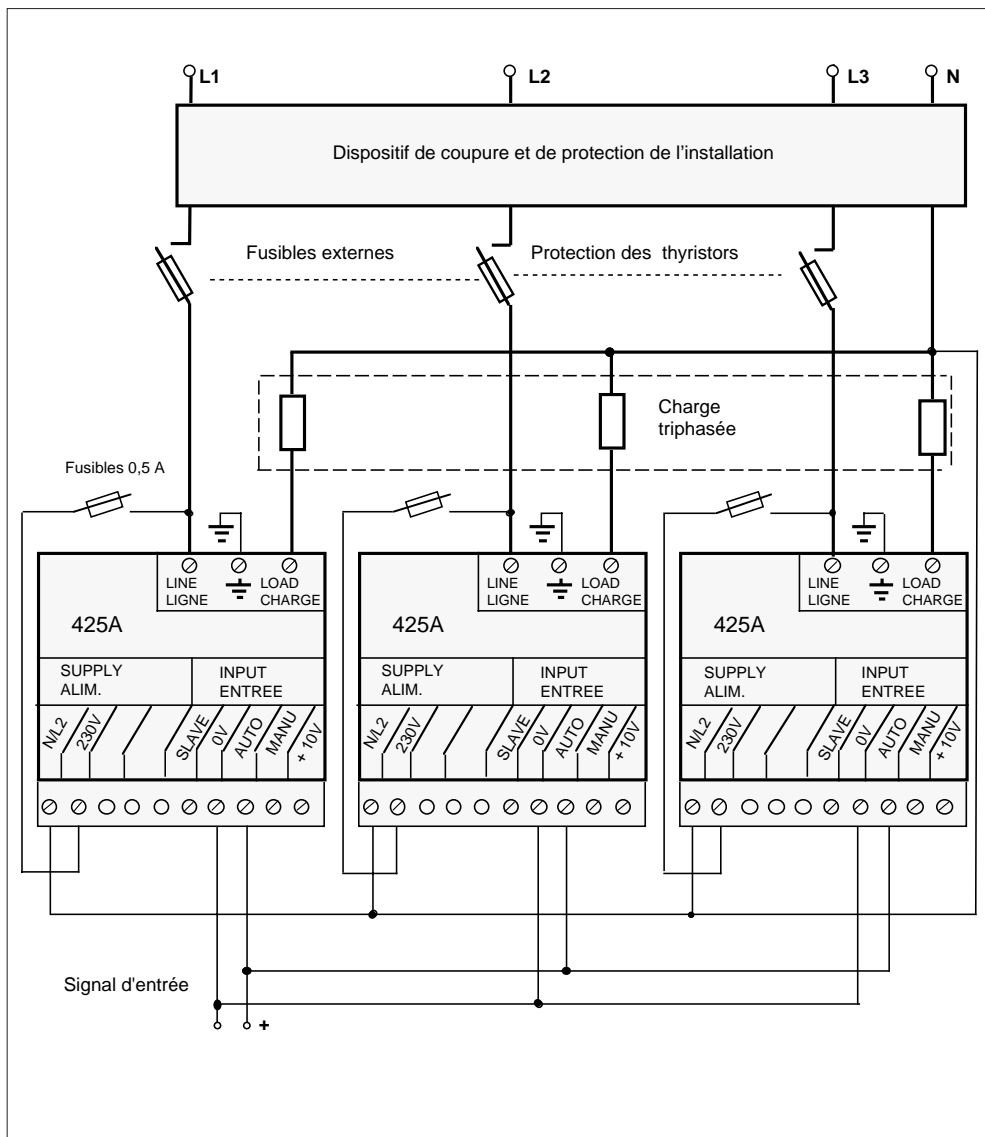 L1 L2 L3 N
Dispositif de coupure et de protection de l'installation
Fusibles externes Protection des thyristors
Charge
triphasée
Fusibles 0,5 A
LINE LOAD LINE LOAD LINE LOAD
LIGNE CHARGE LIGNE CHARGE LIGNE CHARGE
425A 425A 425A
SUPPLY INPUT SUPPLY INPUT SUPPLY INPUT
ALIM. ENTREE ALIM. ENTREE ALIM. ENTREE
N/L2 230V SLAVE 0V AUTO MANU + 10V N/L2 230V SLAVE 0V AUTO MANU + 10V N/L2 230V SLAVE 0V AUTO MANU + 10V
Signal d'entrée
+